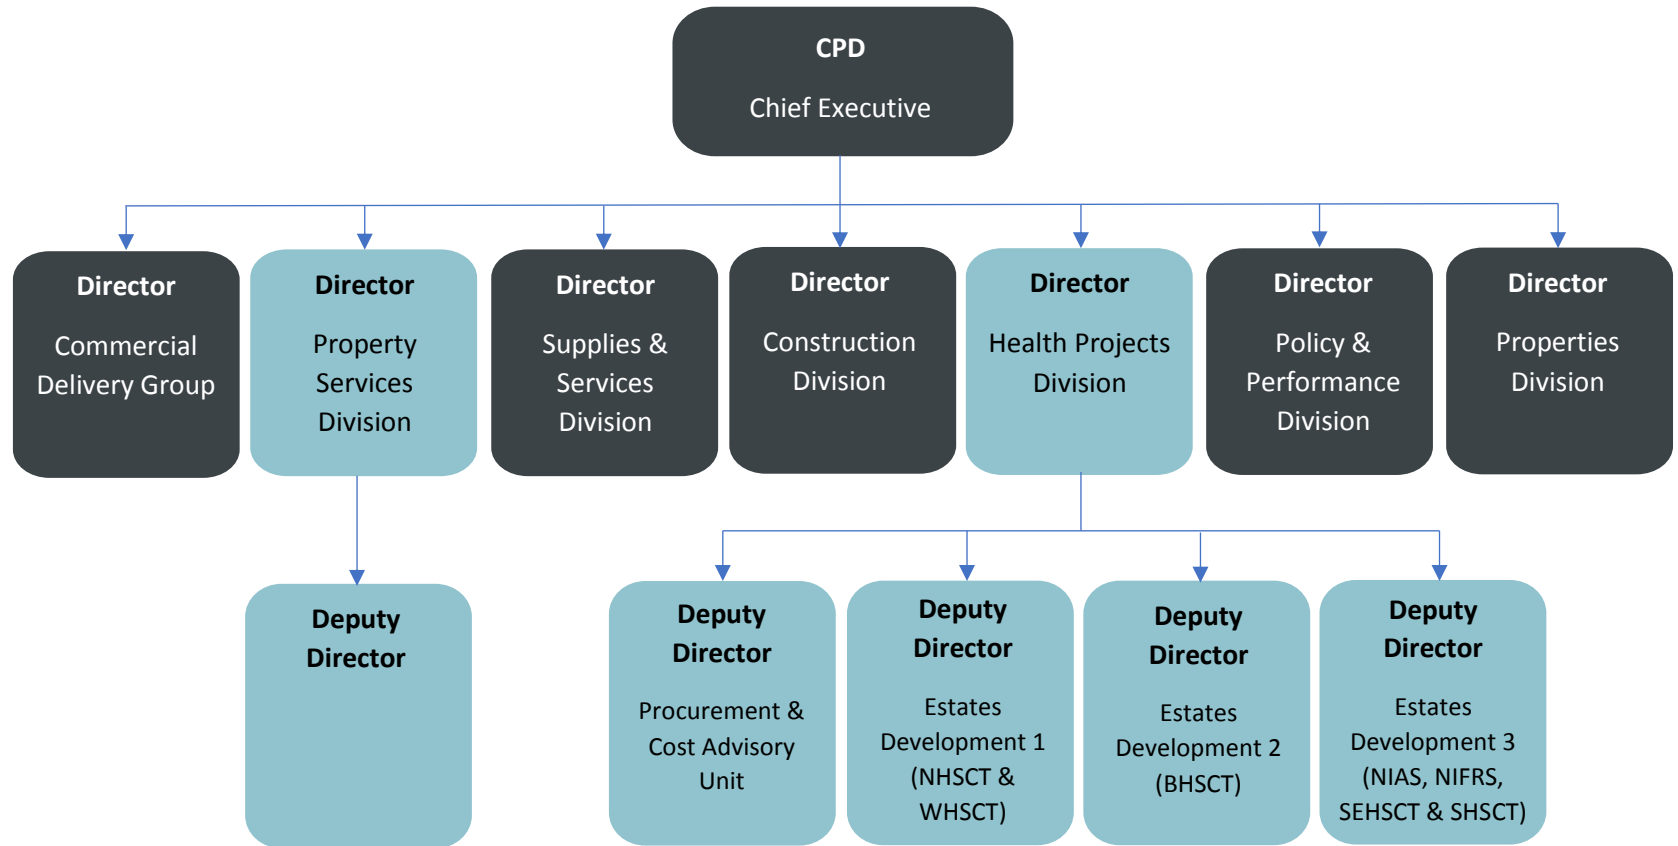 CPD
Chief Executive
Director
Commercial
Delivery Group
Director
Property
Services
Division
Director
Supplies &
Services
Division
Director
Construction
Division
Director
Health Projects
Division
Director
Policy &
Performance
Division
Director
Properties
Division
Deputy
Director
Deputy
Director
Procurement &
Cost Advisory
Unit
Deputy
Director
Estates
Development 1
(NHSCT &
WHSCT)
Deputy
Director
Estates
Development 2
(BHSCT)
Deputy
Director
Estates
Development 3
(NIAS, NIFRS,
SEHSCT & SHSCT)